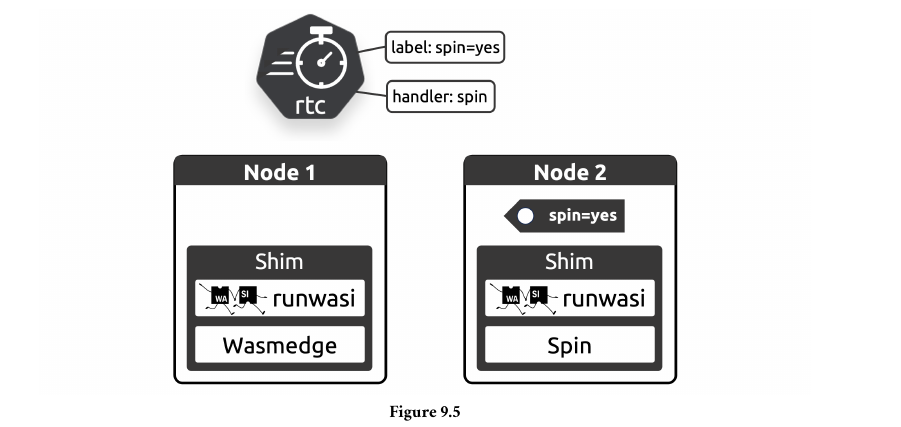 label: spin=yes
handler: spin
rtc
Node 1
Node 2
spin=yes
Shim
Shim
WA SI runwasi
WA SI runwasi
Wasmedge
Spin
Figure 9.5